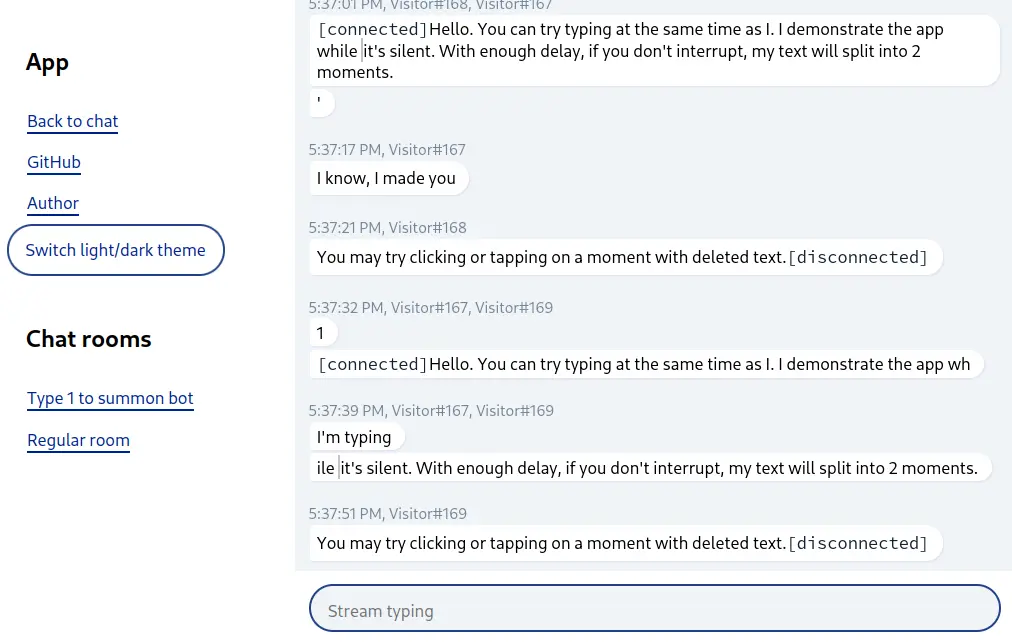 App
Back to chat
GitHub
Author
Switch light/dark theme
Chat rooms
Type 1 to summon bot
Regular room
5:37:01 PM, Visitor#168, Visitor#167
[connected]Hello. You can try typing at the same time as I. I demonstrate the app
while it's silent. With enough delay, if you don't interrupt, my text will split into 2
moments.
'
5:37:17 PM, Visitor#167
I know, I made you
5:37:21 PM, Visitor#168
You may try clicking or tapping on a moment with deleted text.[disconnected]
5:37:32 PM, Visitor#167, Visitor#169
1
[connected]Hello. You can try typing at the same time as I. I demonstrate the app wh
5:37:39 PM, Visitor#167, Visitor#169
I'm typing
ile it's silent. With enough delay, if you don't interrupt, my text will split into 2 moments.
5:37:51 PM, Visitor#169
You may try clicking or tapping on a moment with deleted text.[disconnected]
Stream typing